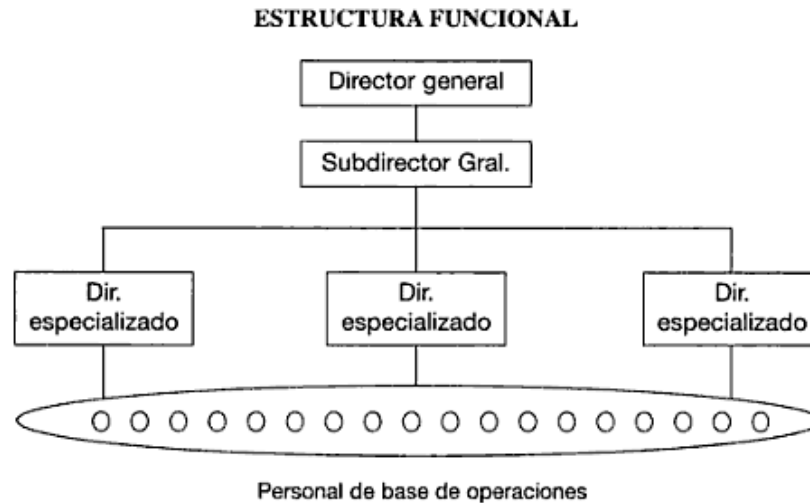 ESTRUCTURA FUNCIONAL
Director general
Subdirector Gral.
Dir.
especializado
Dir.
especializado
Dir.
especializado
Personal de base de operaciones